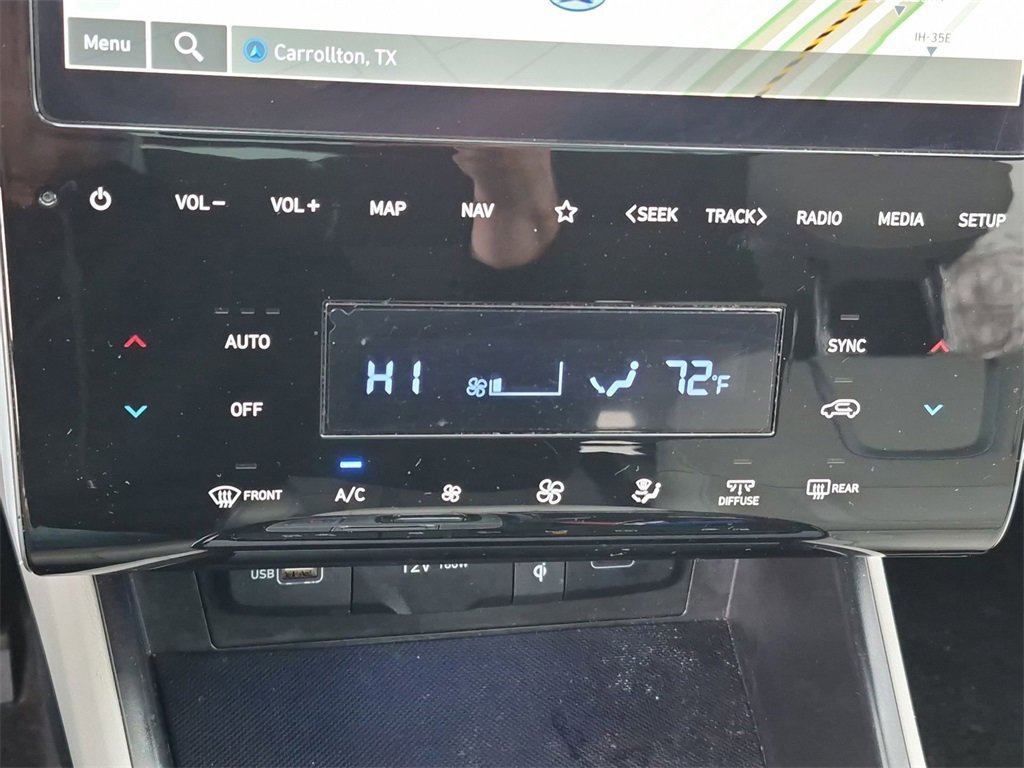 IH-35E
Menu
Carrollton, TX
VOL− VOL+ MAP NAV <SEEK TRACK> RADIO MEDIA SETUP
AUTO SYNC
HI 72°F
OFF
FRONT A/C DIFFUSE REAR
USB 12V 180W